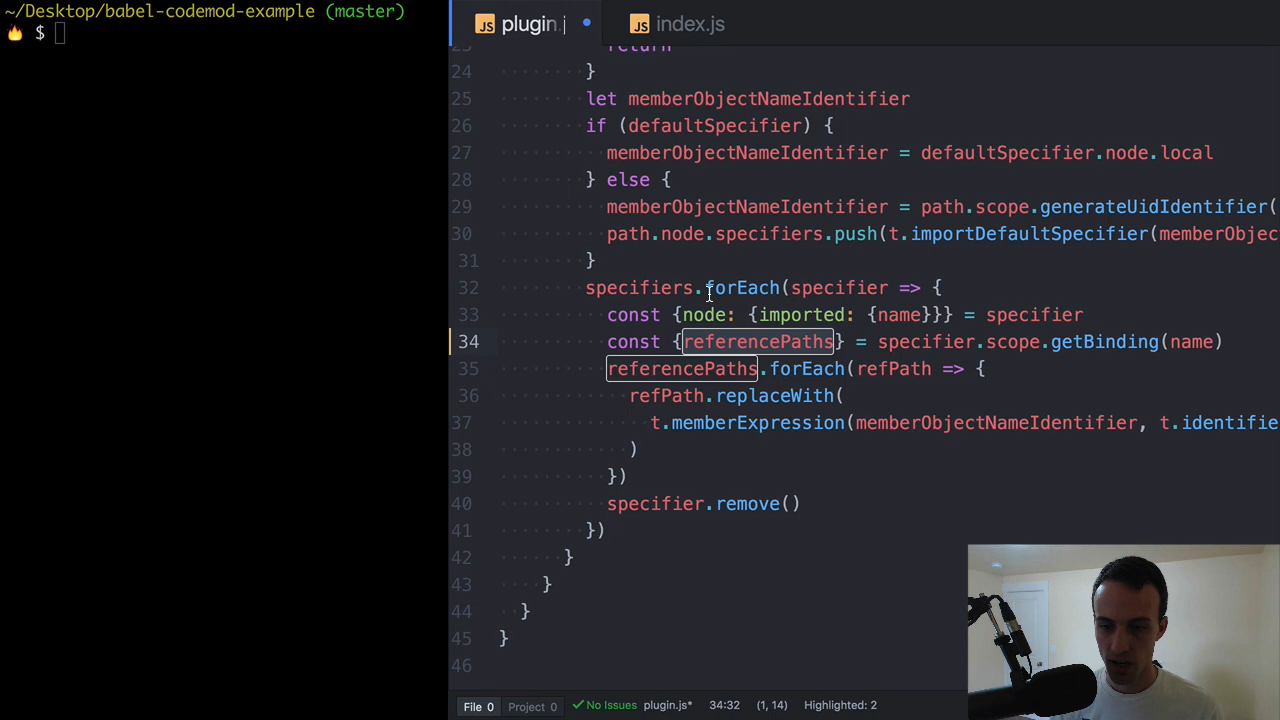 ~/Desktop/babel-codemod-example (master)
$
plugin.j
index.js
return
24 }
25 let memberObjectNameIdentifier
26 if (defaultSpecifier) {
27 memberObjectNameIdentifier = defaultSpecifier.node.local
28 } else {
29 memberObjectNameIdentifier = path.scope.generateUidIdentifier(
30 path.node.specifiers.push(t.importDefaultSpecifier(memberObjec
31 }
32 specifiers.forEach(specifier => {
33 const {node: {imported: {name}}} = specifier
34 const {referencePaths} = specifier.scope.getBinding(name)
35 referencePaths.forEach(refPath => {
36 refPath.replaceWith(
37 t.memberExpression(memberObjectNameIdentifier, t.identifie
38 )
39 })
40 specifier.remove()
41 })
42 }
43 }
44 }
45 }
46
File 0 Project 0 No Issues plugin.js* 34:32 (1, 14) Highlighted: 2